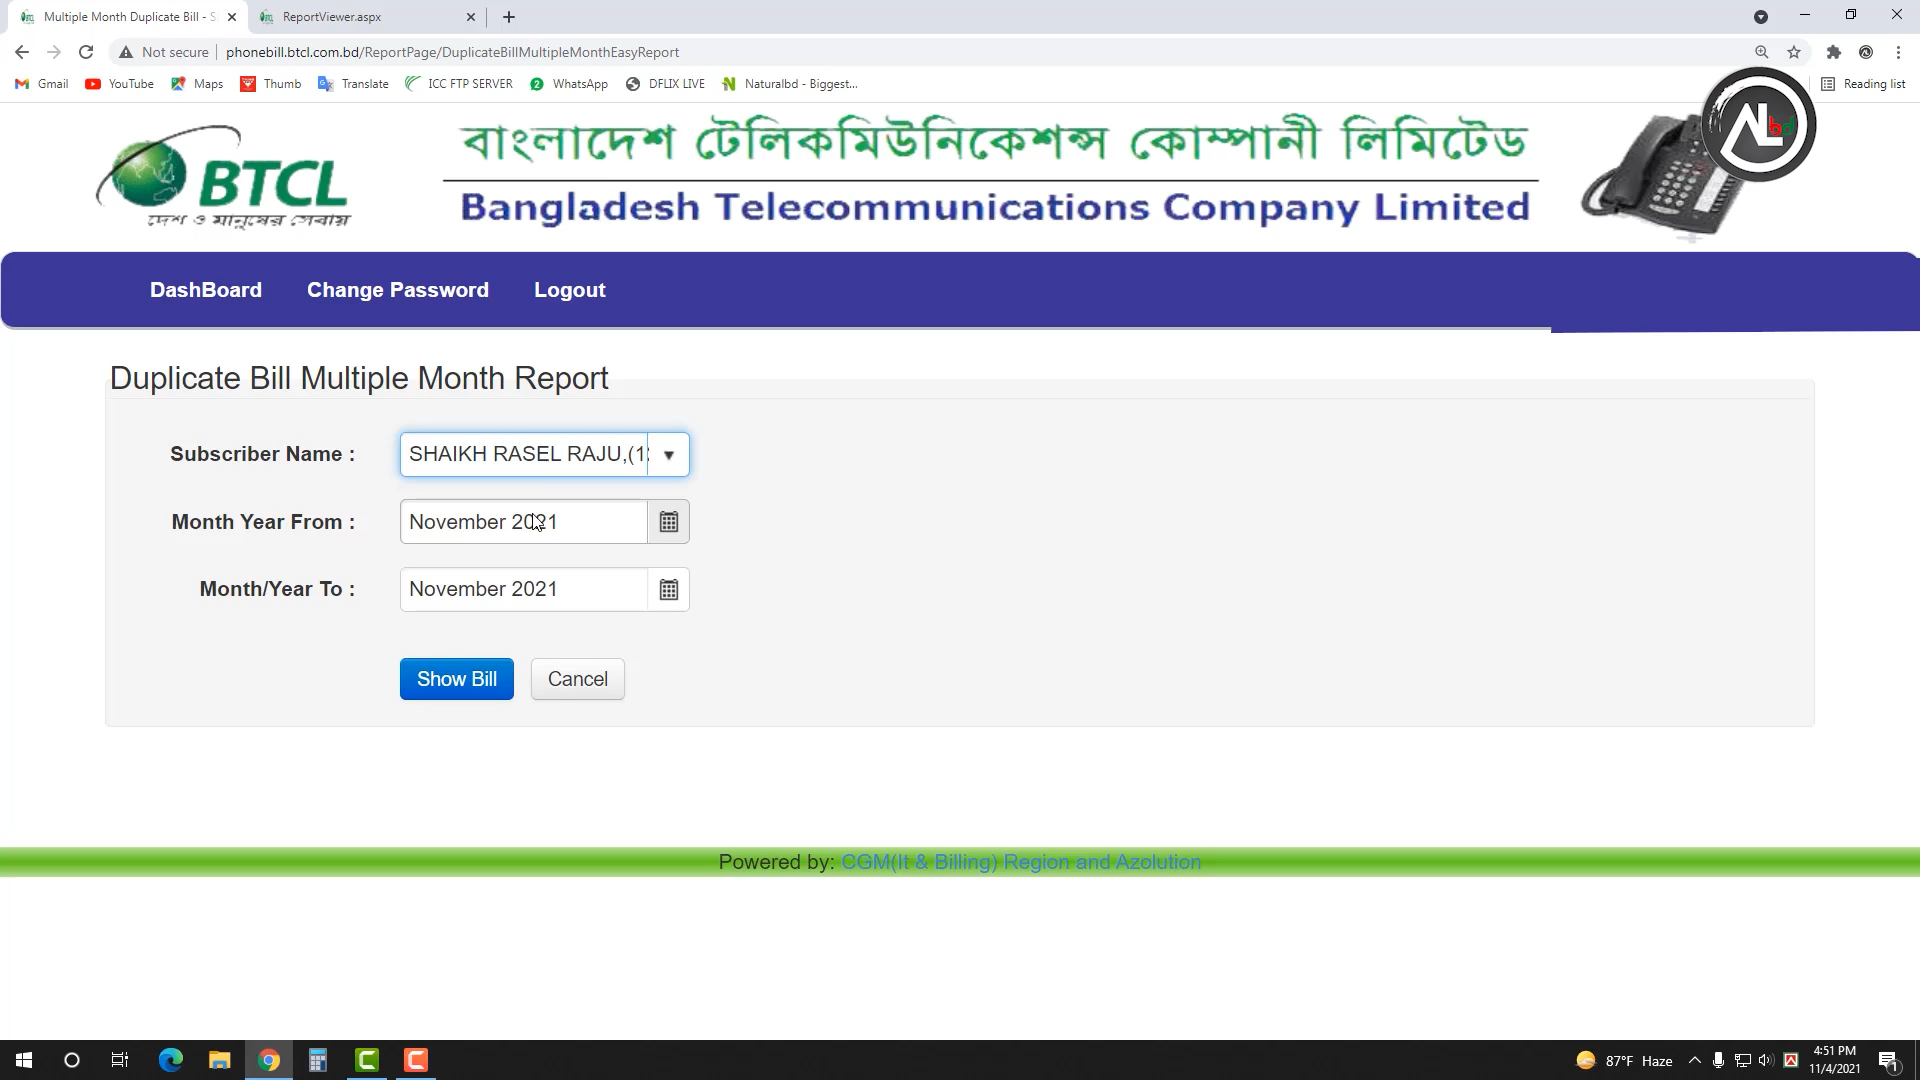 Multiple Month Duplicate Bill - S
ReportViewer.aspx
Not secure
phonebill.btcl.com.bd/ReportPage/DuplicateBillMultipleMonthEasyReport
Gmail
YouTube
Maps
Thumb
Translate
ICC FTP SERVER
2
WhatsApp
DFLIX LIVE
Naturalbd - Biggest...
Reading list
ALbd
BTCL
দেশ ও মানুষের সেবায়
বাংলাদেশ টেলিকমিউনিকেশন্স কোম্পানী লিমিটেড
Bangladesh Telecommunications Company Limited
DashBoard
Change Password
Logout
Duplicate Bill Multiple Month Report
Subscriber Name :
SHAIKH RASEL RAJU,(1
Month Year From :
November 2021
Month/Year To :
November 2021
Show Bill
Cancel
Powered by: CGM(It & Billing) Region and Azolution
87°F Haze
4:51 PM
11/4/2021
1